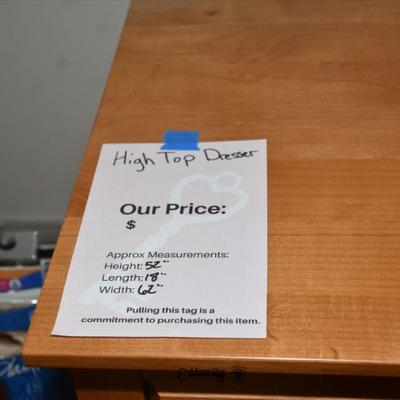 High Top Dresser
Our Price:
$
Approx Measurements:
Height: 52"
Length: 18"
Width: 62"
Pulling this tag is a
commitment to purchasing this item.